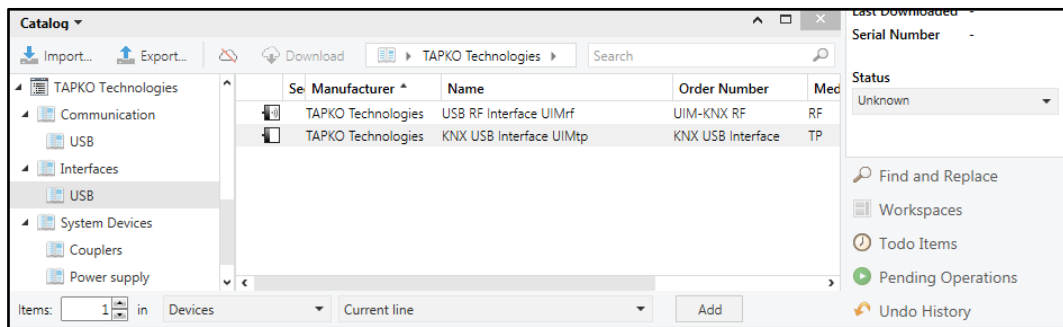 Catalog
Import... Export... Download TAPKO Technologies Search
TAPKO Technologies
Communication
USB
Interfaces
USB
System Devices
Couplers
Power supply
Manufacturer Name Order Number
TAPKO Technologies USB RF Interface UIMrf UIM-KNX RF RF
TAPKO Technologies KNX USB Interface UIMtp KNX USB Interface TP
Items: 1 in Devices Current line Add
Last Downloaded -
Serial Number -
Status
Unknown
Find and Replace
Workspaces
Todo Items
Pending Operations
Undo History